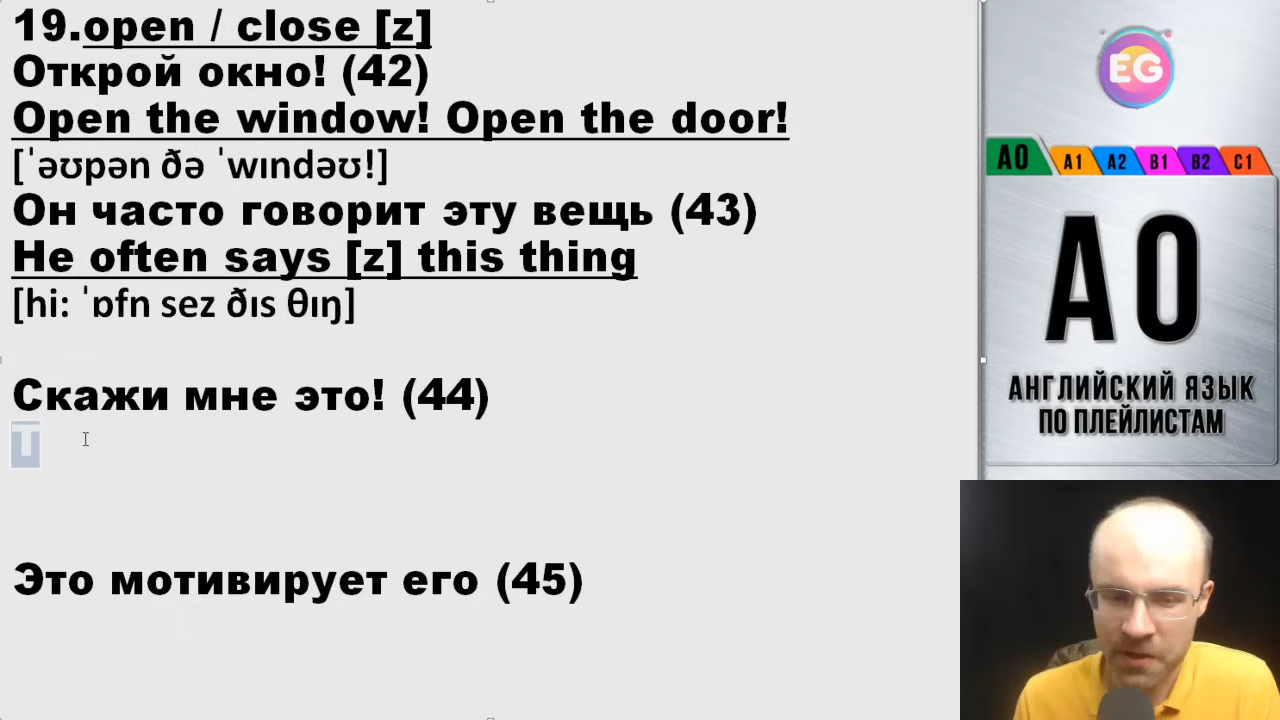 19.open / close [z]
Открой окно! (42)
Open the window! Open the door!
[ˈəʊpən ðə ˈwɪndəʊ!]
Он часто говорит эту вещь (43)
He often says [z] this thing
[hi: ˈɒfn sez ðɪs θɪŋ]
Скажи мне это! (44)
T
Это мотивирует его (45)
EG
A0 A1 A2 B1 B2 C1
A0
АНГЛИЙСКИЙ ЯЗЫК
ПО ПЛЕЙЛИСТАМ